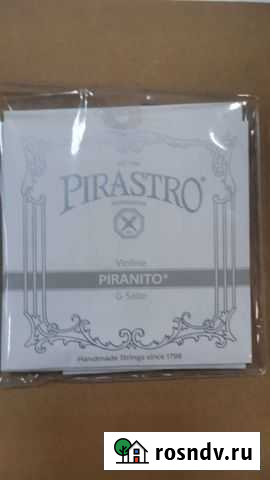 PIRASTRO®
Violine
PIRANITO®
G-Saite
Handmade Strings since 1798
rosndv.ru